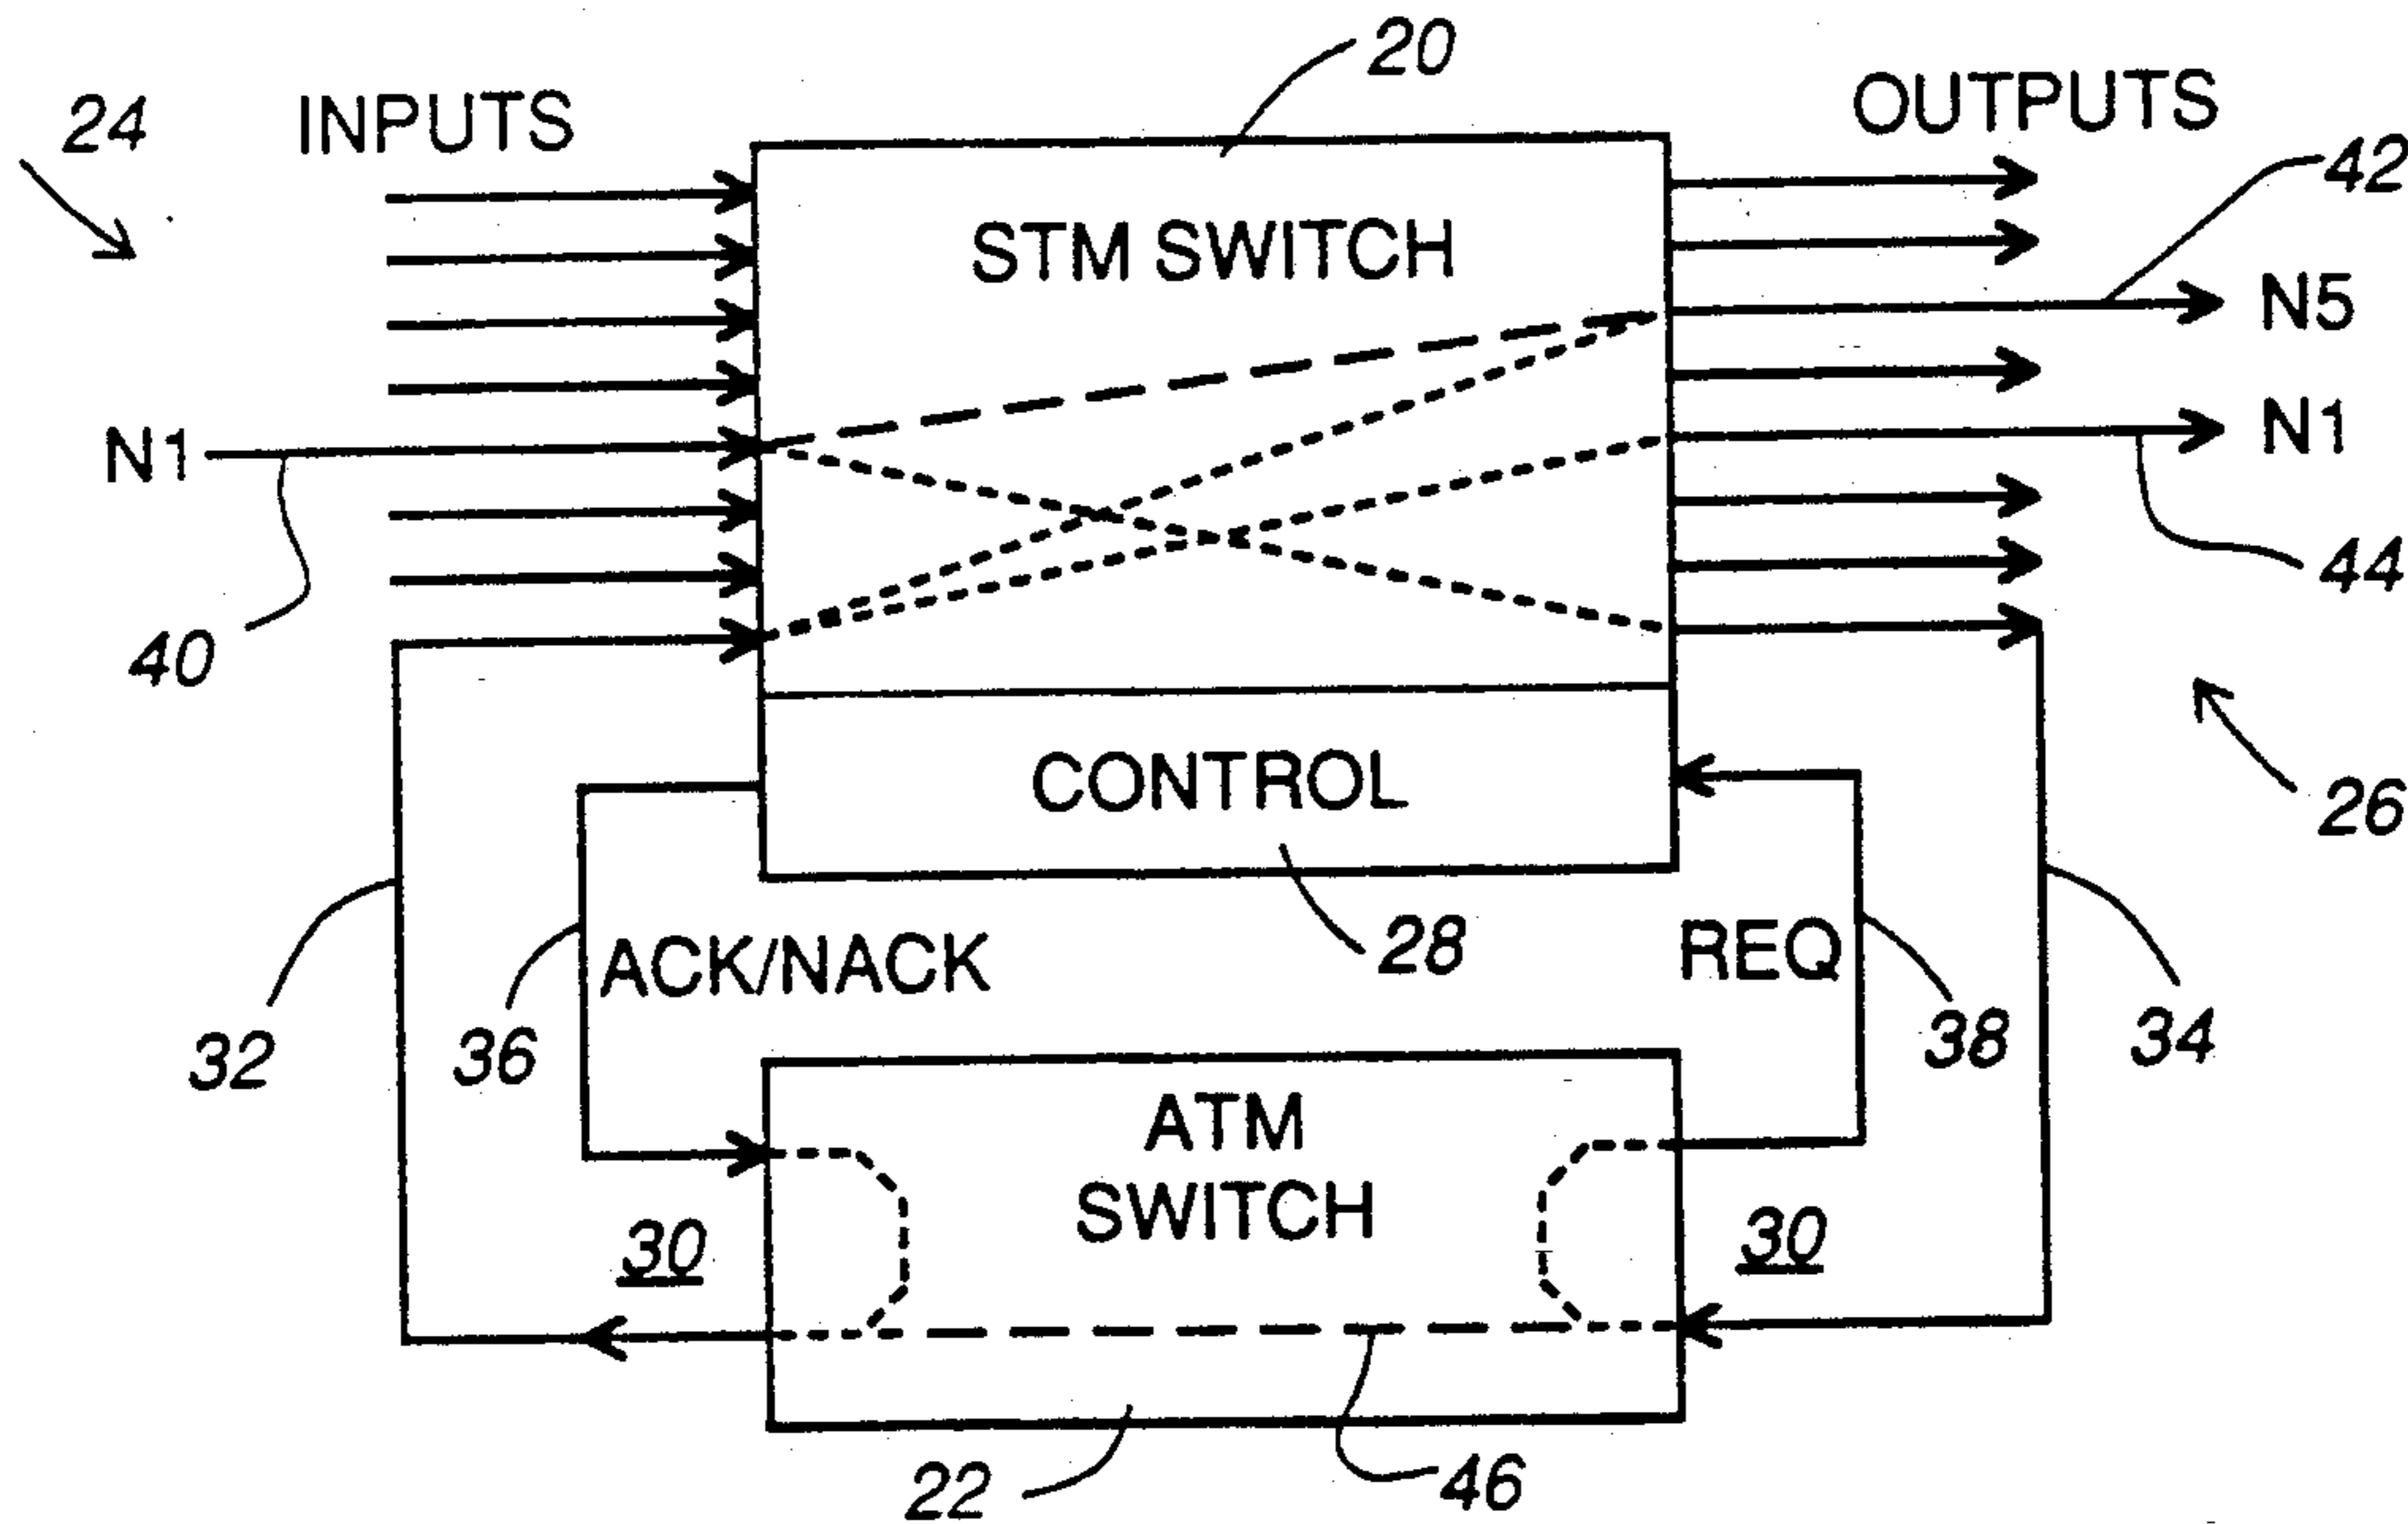 20
24
INPUTS
OUTPUTS
42
STM SWITCH
N5
N1
N1
44
40
CONTROL
26
ACK/NACK
28
REQ
32
36
38
34
ATM
SWITCH
30
30
22
46